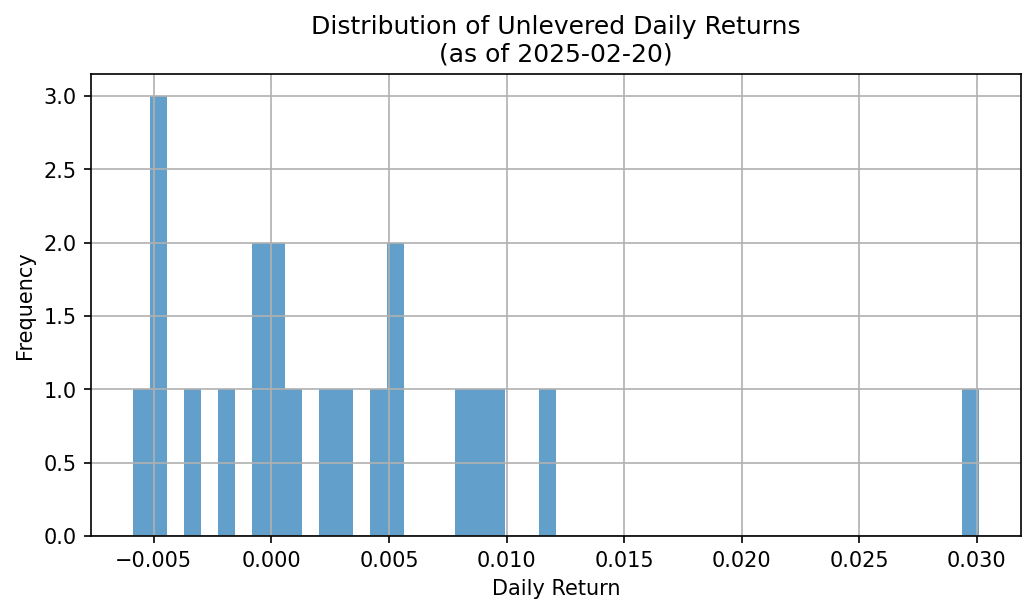 Distribution of Unlevered Daily Returns
(as of 2025-02-20)
Frequency
3.0
2.5
2.0
1.5
1.0
0.5
0.0
−0.005 0.000 0.005 0.010 0.015 0.020 0.025 0.030
Daily Return